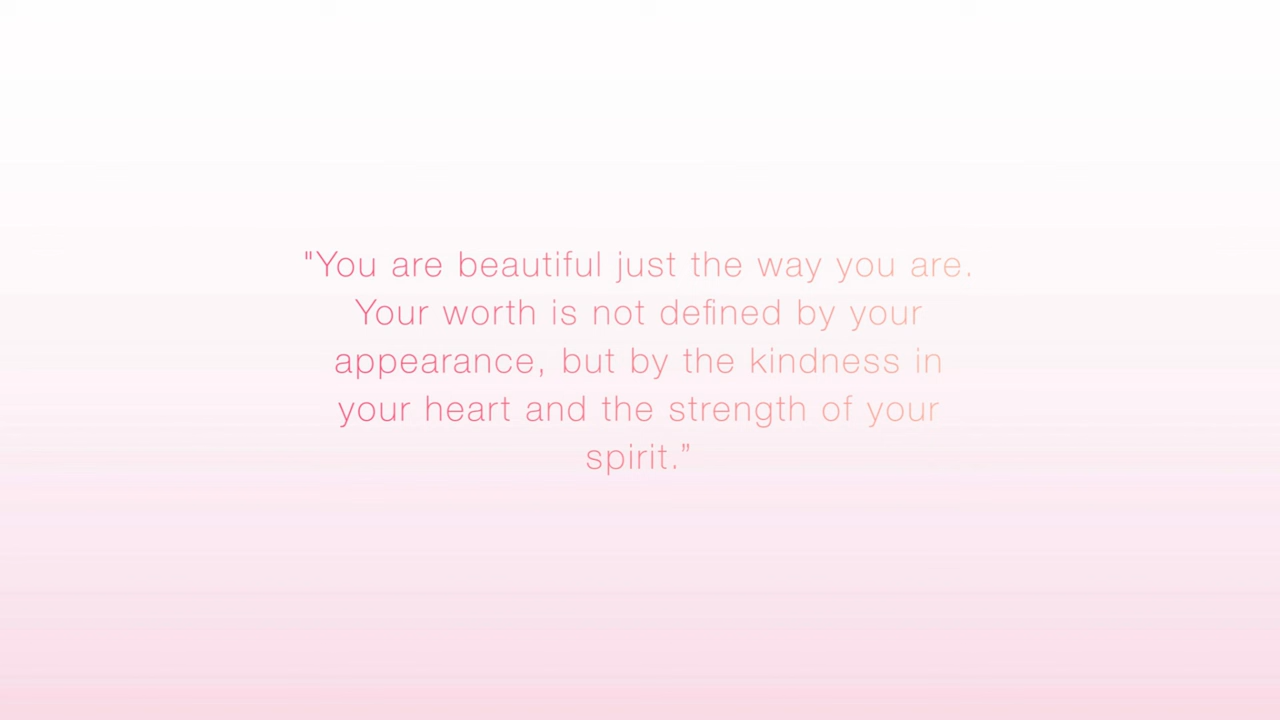 "You are beautiful just the way you are.
Your worth is not defined by your
appearance, but by the kindness in
your heart and the strength of your
spirit.”